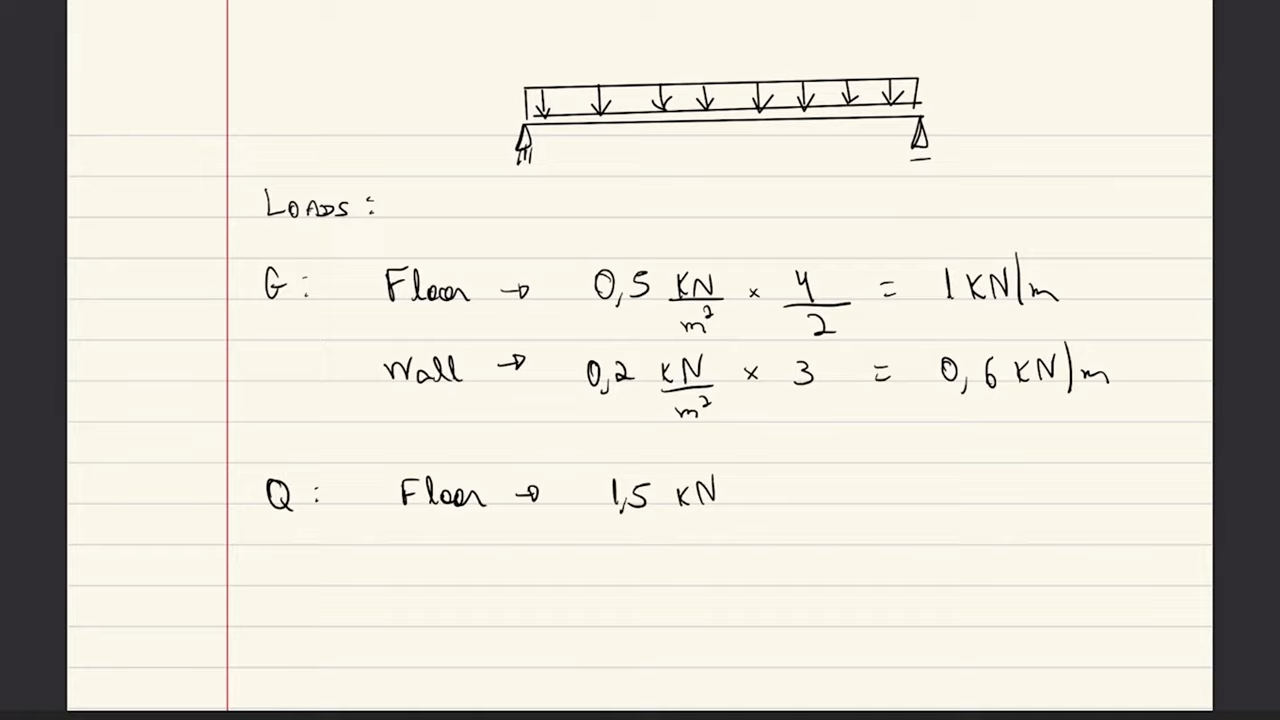 LOADS:
G: Floor → 0,5 KN/m² × 4/2 = 1 KN/m
Wall → 0,2 KN/m² × 3 = 0,6 KN/m
Q: Floor → 1,5 KN